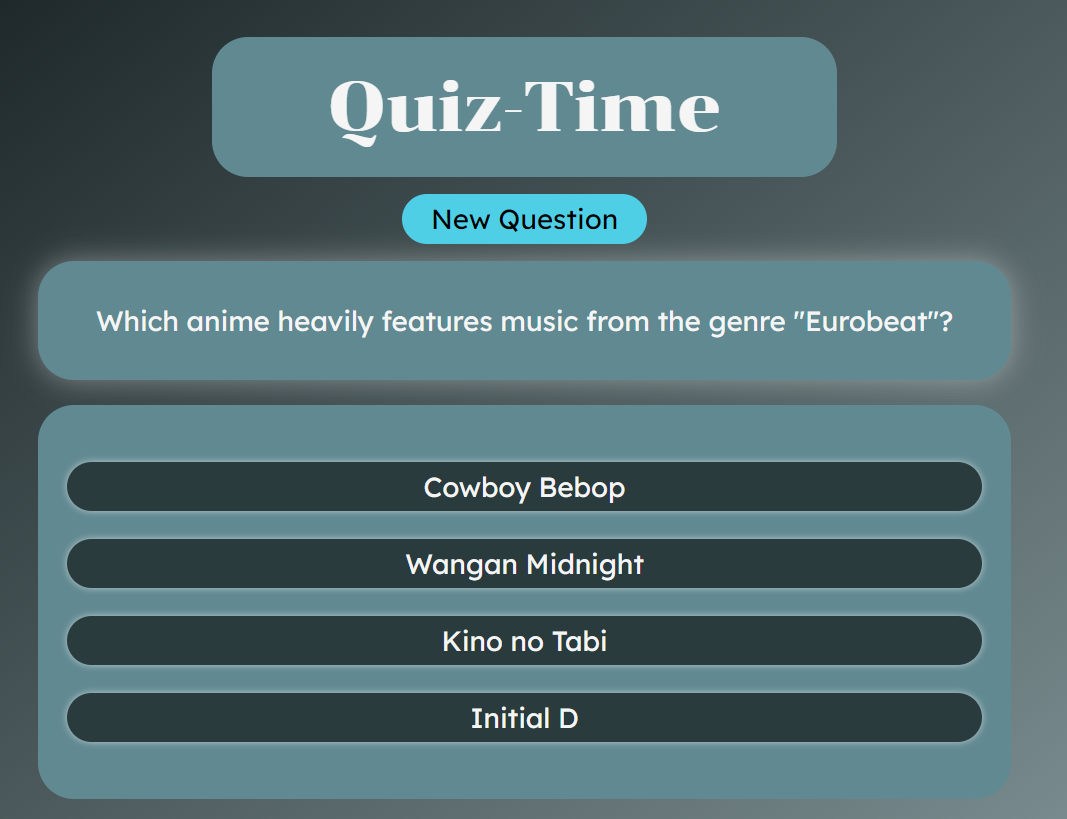 Quiz-Time
New Question
Which anime heavily features music from the genre "Eurobeat"?
Cowboy Bebop
Wangan Midnight
Kino no Tabi
Initial D